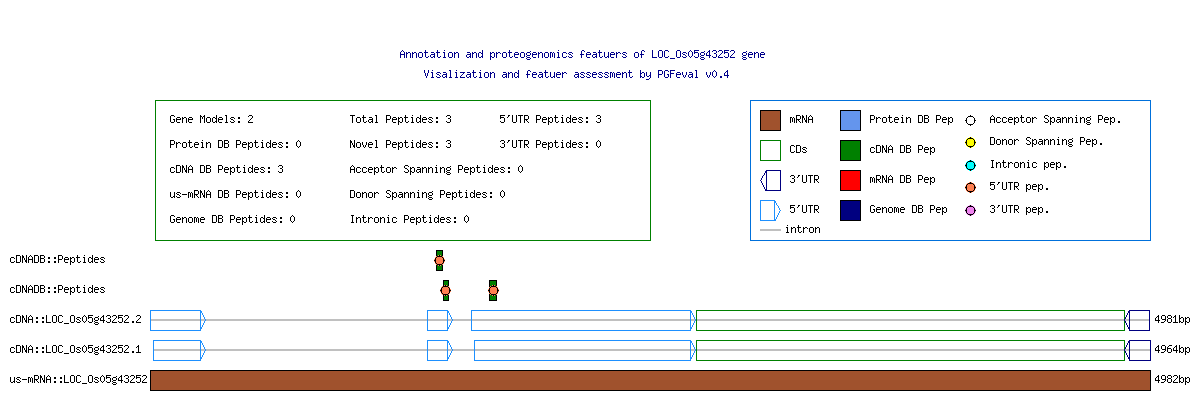 Annotation and proteogenomics featuers of LOC_Os05g43252 gene
Visalization and featuer assessment by PGFeval v0.4
Gene Models: 2 Total Peptides: 3 5'UTR Peptides: 3
Protein DB Peptides: 0 Novel Peptides: 3 3'UTR Peptides: 0
cDNA DB Peptides: 3 Acceptor Spanning Peptides: 0
us-mRNA DB Peptides: 0 Donor Spanning Peptides: 0
Genome DB Peptides: 0 Intronic Peptides: 0
mRNA Protein DB Pep Acceptor Spanning Pep.
CDs cDNA DB Pep Donor Spanning Pep.
3'UTR mRNA DB Pep Intronic pep.
5'UTR Genome DB Pep 5'UTR pep.
intron 3'UTR pep.
cDNADB::Peptides
cDNADB::Peptides
cDNA::LOC_Os05g43252.2 4981bp
cDNA::LOC_Os05g43252.1 4964bp
us-mRNA::LOC_Os05g43252 4982bp